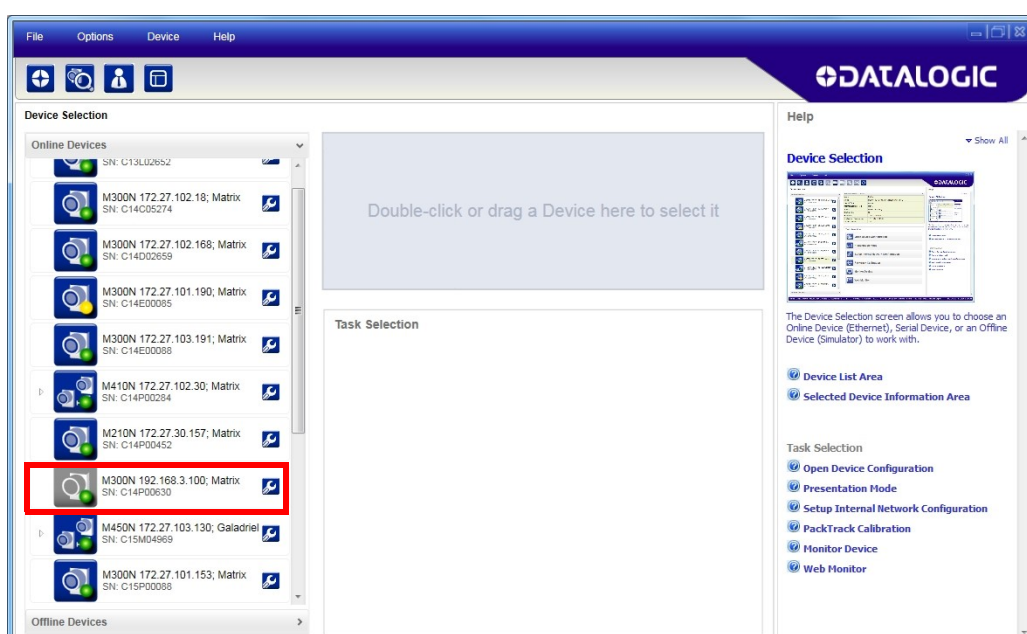 File Options Device Help
DATALOGIC
Device Selection
Online Devices
SN: C13L02652
M300N 172.27.102.18; Matrix
SN: C14C05274
M300N 172.27.102.168; Matrix
SN: C14D02659
M300N 172.27.101.190; Matrix
SN: C14E00085
M300N 172.27.103.191; Matrix
SN: C14E00088
M410N 172.27.102.30; Matrix
SN: C14P00284
M210N 172.27.30.157; Matrix
SN: C14P00452
M300N 192.168.3.100; Matrix
SN: C14P00630
M450N 172.27.103.130; Galadriel
SN: C15M04969
M300N 172.27.101.153; Matrix
SN: C15P00088
Offline Devices
Double-click or drag a Device here to select it
Task Selection
Help
Show All
Device Selection
The Device Selection screen allows you to choose an
Online Device (Ethernet), Serial Device, or an Offline
Device (Simulator) to work with.
Device List Area
Selected Device Information Area
Task Selection
Open Device Configuration
Presentation Mode
Setup Internal Network Configuration
PackTrack Calibration
Monitor Device
Web Monitor